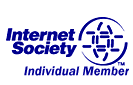 Internet
Society
TM
Individual Member